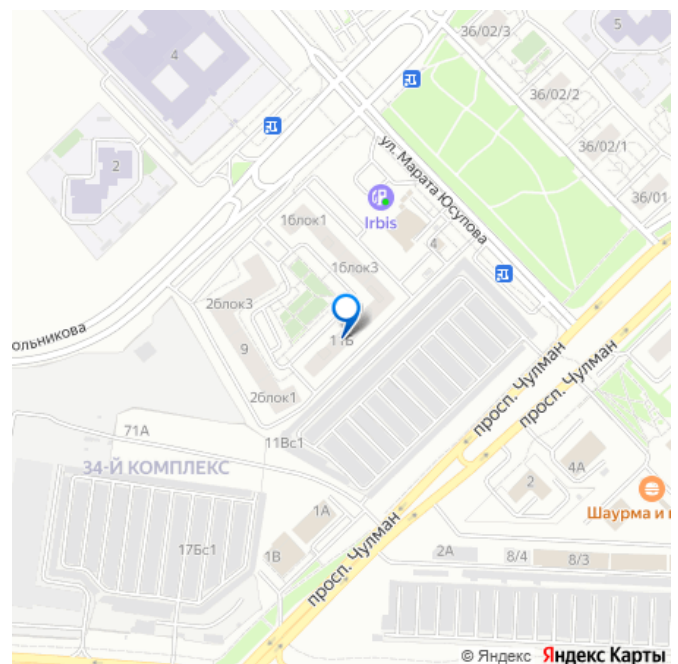 36/02/3
5
4
36/02/2
36/02/1
2
ул. Марата Юсупова
36/01
1блок1
Irbis
4
1блок3
2блок3
ольникова
11Б
9
просп. Чулман
просп. Чулман
2блок1
71А
11Вс1
34-Й КОМПЛЕКС
4А
2
Шаурма и
1А
17Бс1
1В
просп. Чулман
2А
8/4
8/3
© Яндекс Яндекс Карты